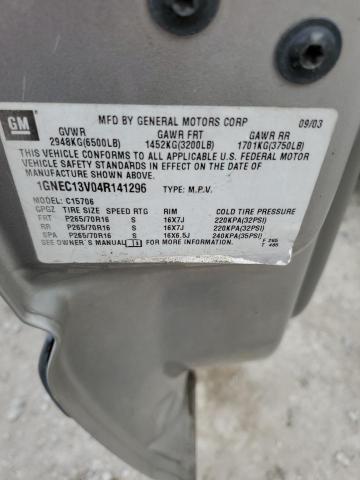 GM
MFD BY GENERAL MOTORS CORP 09/03
GVWR GAWR FRT GAWR RR
2948KG(6500LB) 1452KG(3200LB) 1701KG(3750LB)
THIS VEHICLE CONFORMS TO ALL APPLICABLE U.S. FEDERAL MOTOR
VEHICLE SAFETY STANDARDS IN EFFECT ON THE DATE OF
MANUFACTURE SHOWN ABOVE.
1GNEC13V04R141296 TYPE: M.P.V.
MODEL: C15706
CPGZ TIRE SIZE SPEED RTG RIM COLD TIRE PRESSURE
FRT P265/70R16 S 16X7J 220KPA(32PSI)
RR P265/70R16 S 16X7J 220KPA(32PSI)
SPA P265/70R16 S 16X6.5J 240KPA(35PSI)
SEE OWNER'S MANUAL FOR MORE INFORMATION. F 265
T 485